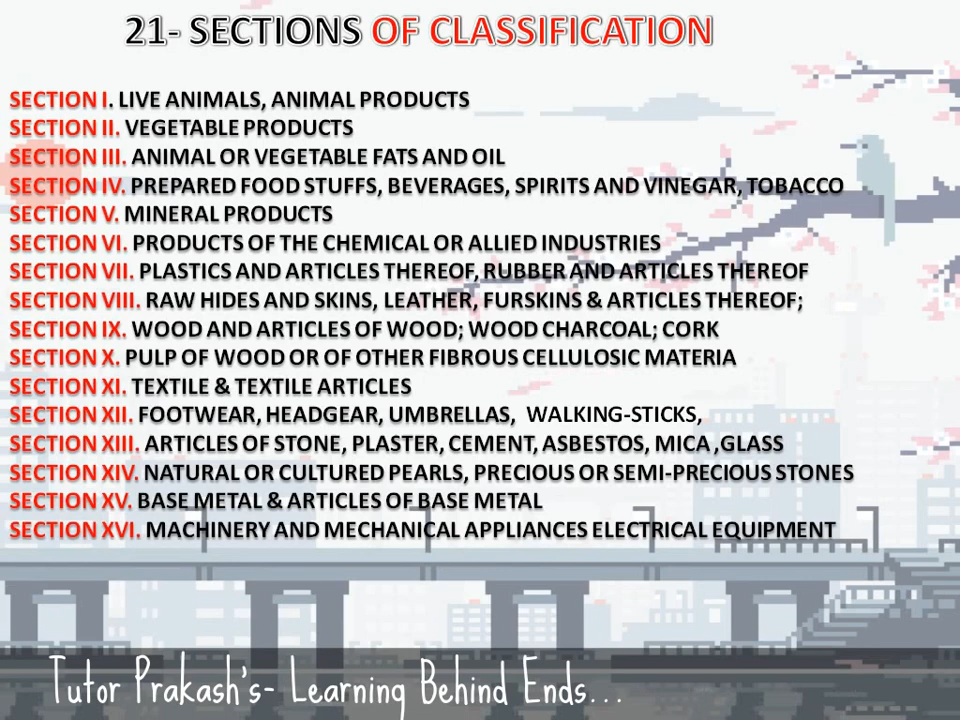 21- SECTIONS OF CLASSIFICATION
SECTION I. LIVE ANIMALS, ANIMAL PRODUCTS
SECTION II. VEGETABLE PRODUCTS
SECTION III. ANIMAL OR VEGETABLE FATS AND OIL
SECTION IV. PREPARED FOOD STUFFS, BEVERAGES, SPIRITS AND VINEGAR, TOBACCO
SECTION V. MINERAL PRODUCTS
SECTION VI. PRODUCTS OF THE CHEMICAL OR ALLIED INDUSTRIES
SECTION VII. PLASTICS AND ARTICLES THEREOF, RUBBER AND ARTICLES THEREOF
SECTION VIII. RAW HIDES AND SKINS, LEATHER, FURSKINS & ARTICLES THEREOF;
SECTION IX. WOOD AND ARTICLES OF WOOD; WOOD CHARCOAL; CORK
SECTION X. PULP OF WOOD OR OF OTHER FIBROUS CELLULOSIC MATERIA
SECTION XI. TEXTILE & TEXTILE ARTICLES
SECTION XII. FOOTWEAR, HEADGEAR, UMBRELLAS, WALKING-STICKS,
SECTION XIII. ARTICLES OF STONE, PLASTER, CEMENT, ASBESTOS, MICA ,GLASS
SECTION XIV. NATURAL OR CULTURED PEARLS, PRECIOUS OR SEMI-PRECIOUS STONES
SECTION XV. BASE METAL & ARTICLES OF BASE METAL
SECTION XVI. MACHINERY AND MECHANICAL APPLIANCES ELECTRICAL EQUIPMENT
Tutor Prakash's- Learning Behind Ends...